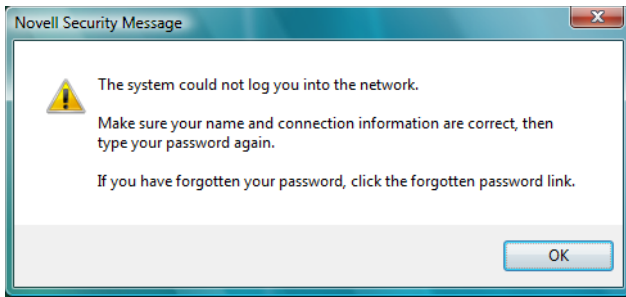 Novell Security Message
The system could not log you into the network.
Make sure your name and connection information are correct, then
type your password again.
If you have forgotten your password, click the forgotten password link.
OK